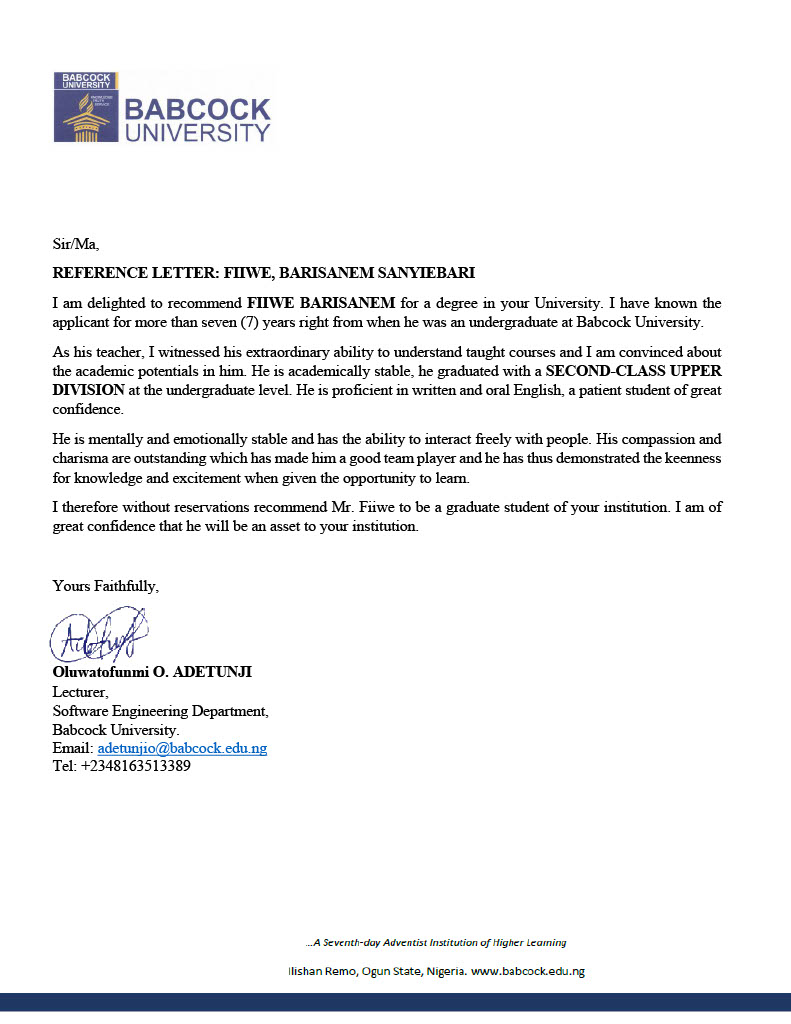 BABCOCK
UNIVERSITY
KNOWLEDGE
TRUTH
SERVICE
BABCOCK
UNIVERSITY
Sir/Ma,
REFERENCE LETTER: FIIWE, BARISANEM SANYIEBARI
I am delighted to recommend FIIWE BARISANEM for a degree in your University. I have known the
applicant for more than seven (7) years right from when he was an undergraduate at Babcock University.
As his teacher, I witnessed his extraordinary ability to understand taught courses and I am convinced about
the academic potentials in him. He is academically stable, he graduated with a SECOND-CLASS UPPER
DIVISION at the undergraduate level. He is proficient in written and oral English, a patient student of great
confidence.
He is mentally and emotionally stable and has the ability to interact freely with people. His compassion and
charisma are outstanding which has made him a good team player and he has thus demonstrated the keenness
for knowledge and excitement when given the opportunity to learn.
I therefore without reservations recommend Mr. Fiiwe to be a graduate student of your institution. I am of
great confidence that he will be an asset to your institution.
Yours Faithfully,
Oluwatofunmi O. ADETUNJI
Lecturer,
Software Engineering Department,
Babcock University.
Email: adetunjio@babcock.edu.ng
Tel: +2348163513389
...A Seventh-day Adventist Institution of Higher Learning
Ilishan Remo, Ogun State, Nigeria. www.babcock.edu.ng